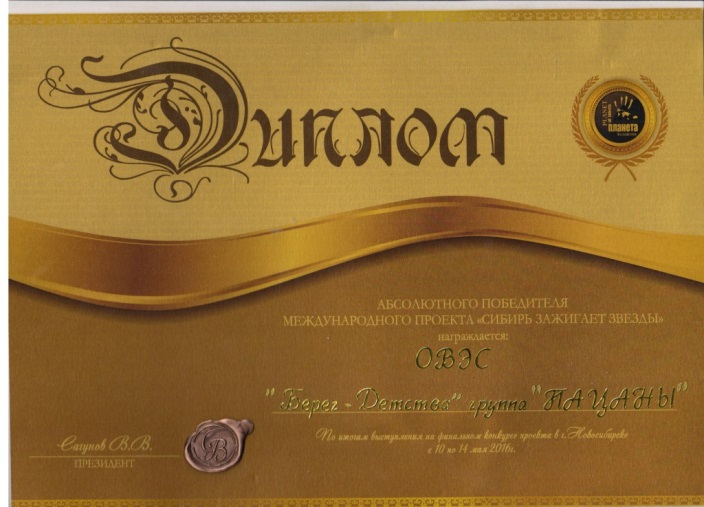 Диплом
PLANET
планета
АБСОЛЮТНОГО ПОБЕДИТЕЛЯ
МЕЖДУНАРОДНОГО ПРОЕКТА «СИБИРЬ ЗАЖИГАЕТ ЗВЕЗДЫ»
награждается:
ОВЭС
"Берег - Детства" группа "ПАЦАНЫ"
По итогам выступления на финальном конкурсе проекта в г.Новосибирске
с 10 по 14 мая 2016г.
Сагунов В.В.
ПРЕЗИДЕНТ
В